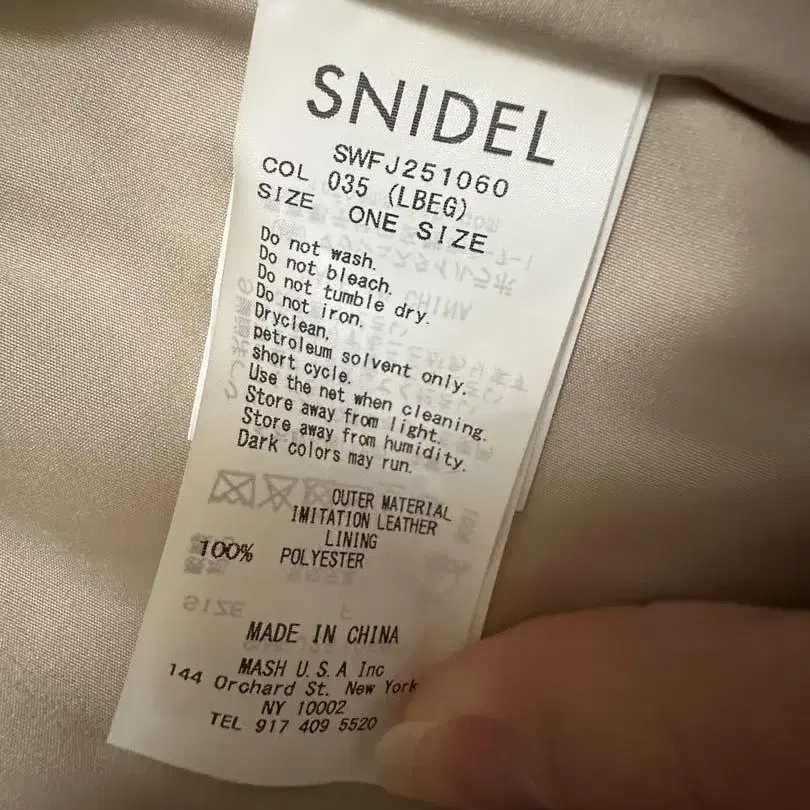 SNIDEL
SWFJ251060
COL 035 (LBEG)
SIZE ONE SIZE
Do not wash.
Do not bleach.
Do not tumble dry.
Do not iron.
Dryclean,
petroleum solvent only.
short cycle.
Use the net when cleaning.
Store away from light.
Store away from humidity.
Dark colors may run.
OUTER MATERIAL
IMITATION LEATHER
LINING
100% POLYESTER
MADE IN CHINA
MASH U.S.A Inc
144 Orchard St. New York
NY 10002
TEL 917 409 5520